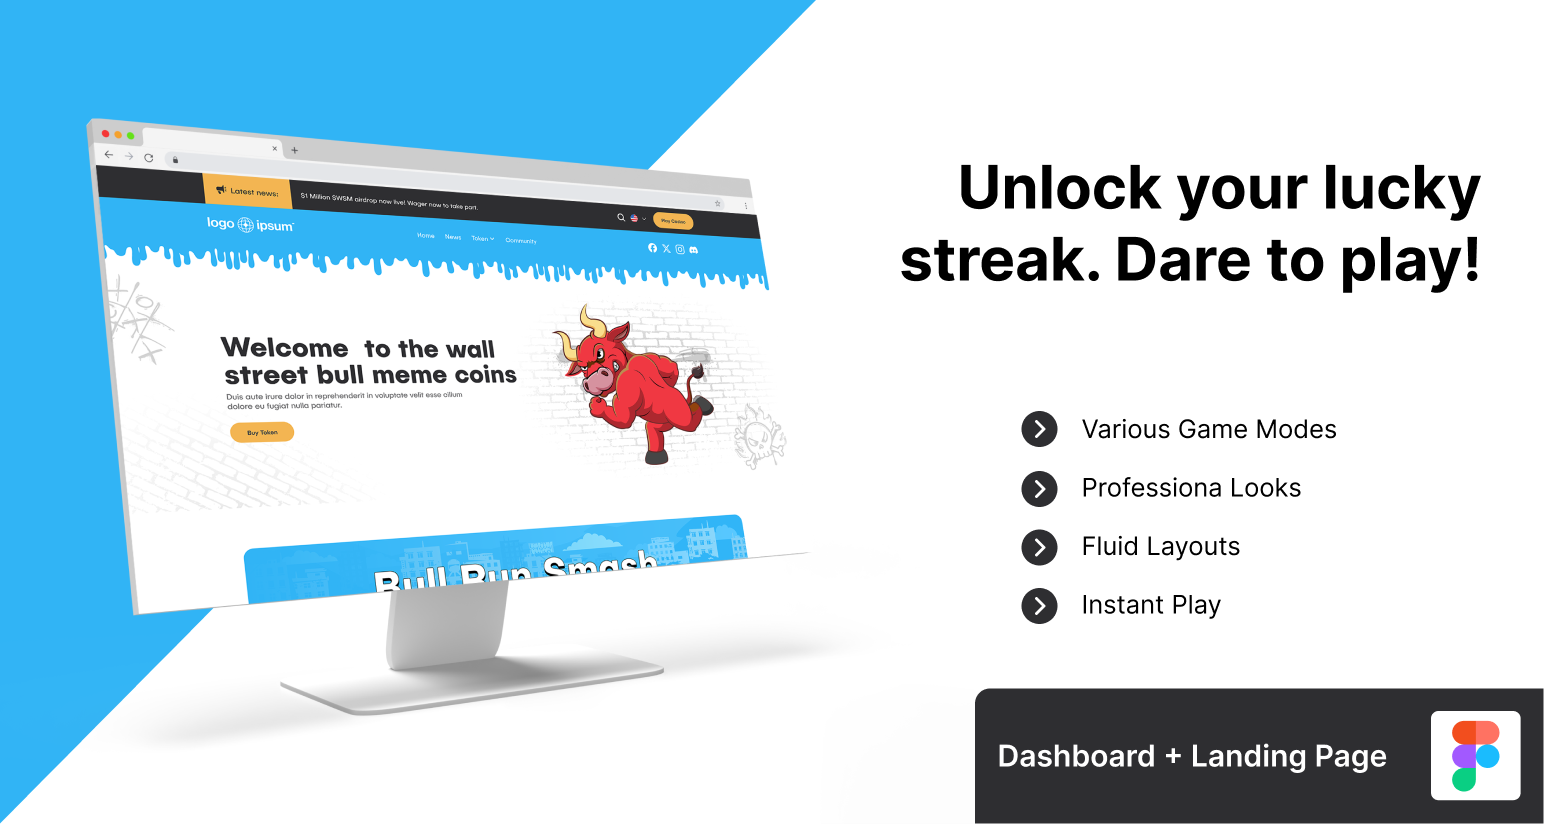 Latest news:
$1 Million SWSM airdrop now live! Wager now to take part.
logo ipsum
Home News Token Community
Welcome to the wall
street bull meme coins
Duis aute irure dolor in reprehenderit in voluptate velit esse cillum
dolore eu fugiat nulla pariatur.
Buy Token
Bull Run Smash
Unlock your lucky
streak. Dare to play!
Various Game Modes
Professiona Looks
Fluid Layouts
Instant Play
Dashboard + Landing Page